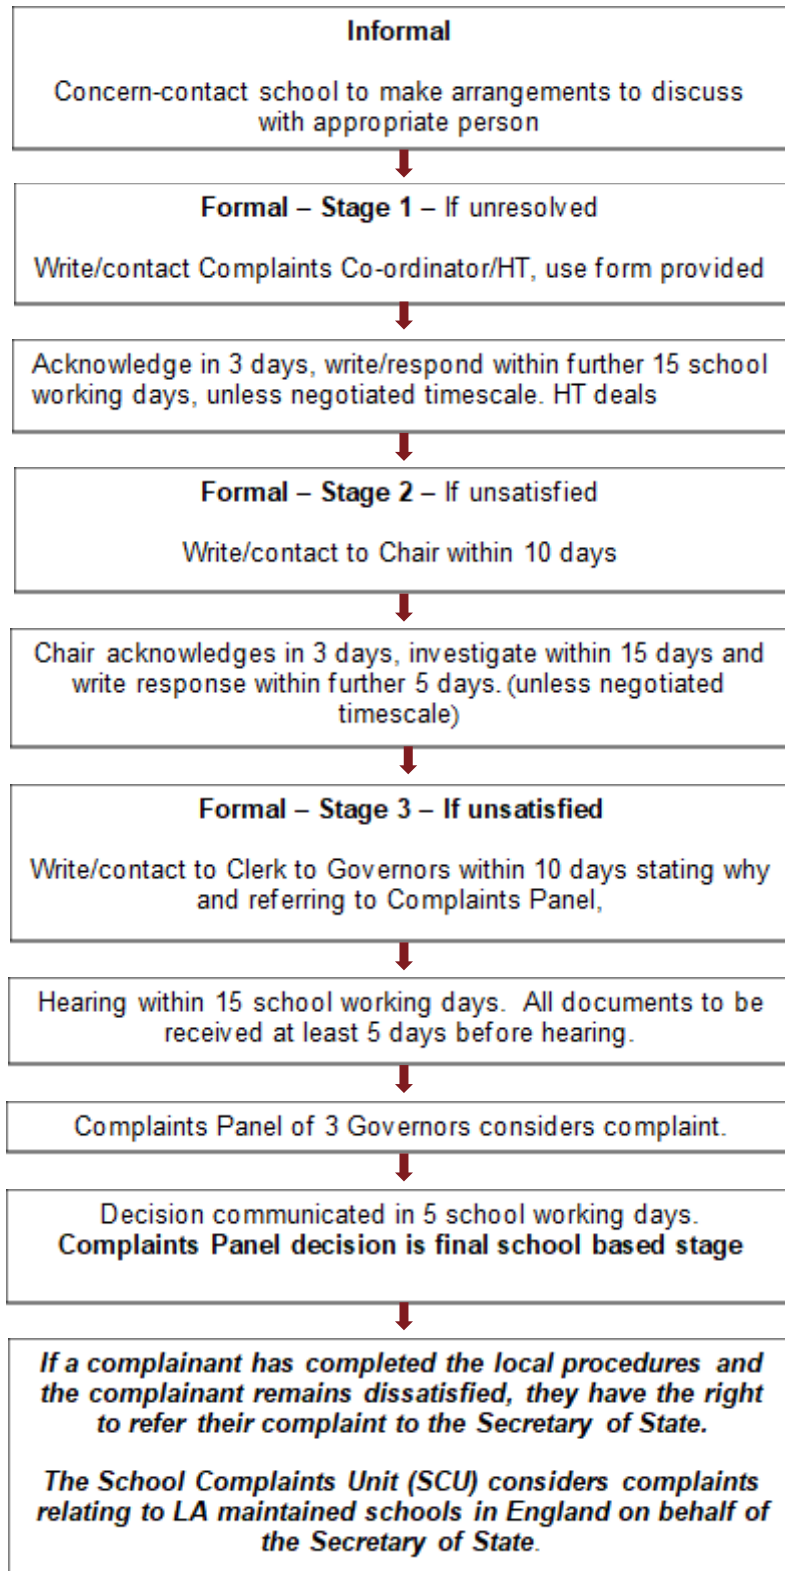 Informal
Concern-contact school to make arrangements to discuss
with appropriate person
Formal – Stage 1 – If unresolved
Write/contact Complaints Co-ordinator/HT, use form provided
Acknowledge in 3 days, write/respond within further 15 school
working days, unless negotiated timescale. HT deals
Formal – Stage 2 – If unsatisfied
Write/contact to Chair within 10 days
Chair acknowledges in 3 days, investigate within 15 days and
write response within further 5 days. (unless negotiated
timescale)
Formal – Stage 3 – If unsatisfied
Write/contact to Clerk to Governors within 10 days stating why
and referring to Complaints Panel,
Hearing within 15 school working days.  All documents to be
received at least 5 days before hearing.
Complaints Panel of 3 Governors considers complaint.
Decision communicated in 5 school working days.
Complaints Panel decision is final school based stage
If a complainant has completed the local procedures and
the complainant remains dissatisfied, they have the right
to refer their complaint to the Secretary of State.
The School Complaints Unit (SCU) considers complaints
relating to LA maintained schools in England on behalf of
the Secretary of State.